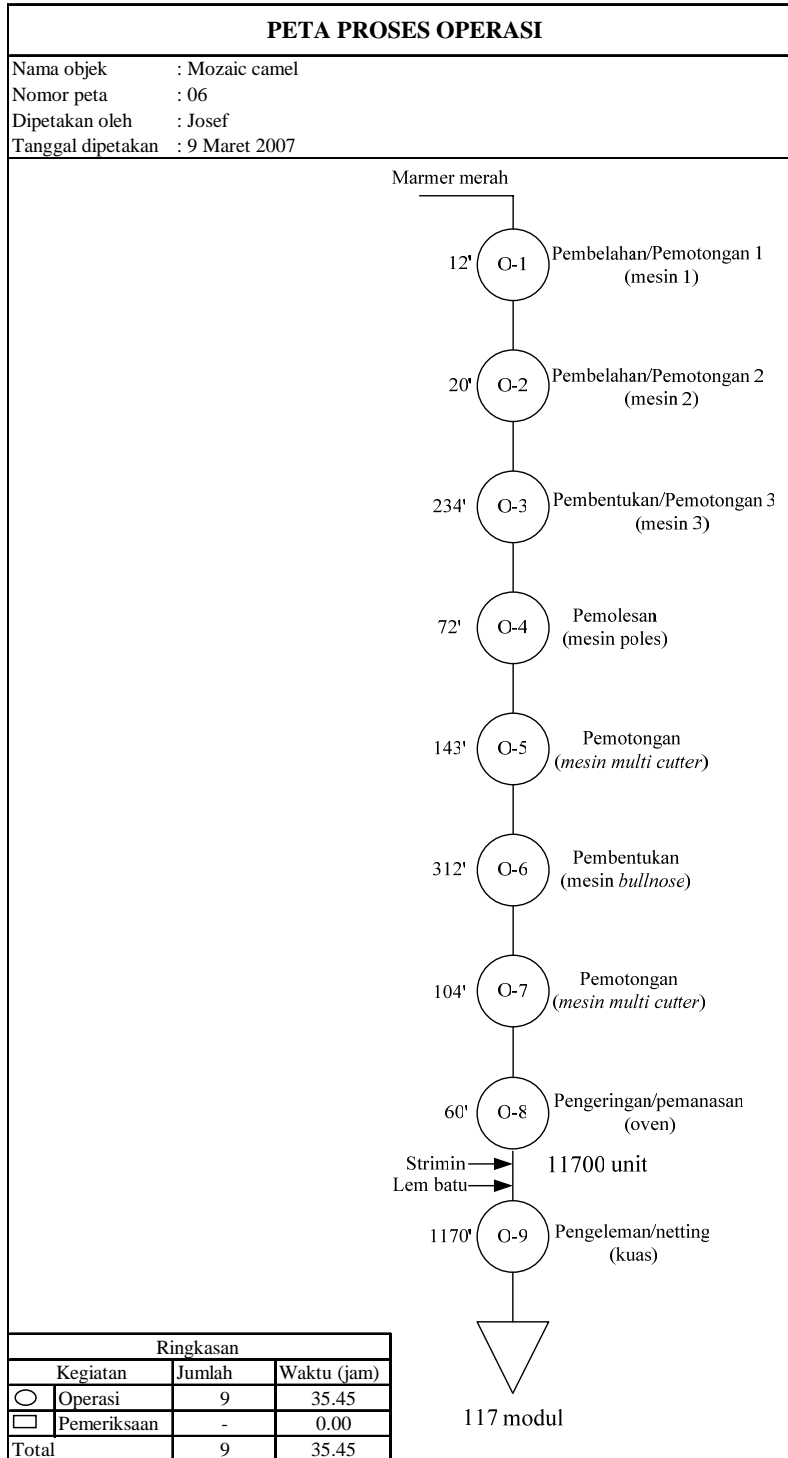 PETA PROSES OPERASI
Nama objek : Mozaic camel
Nomor peta : 06
Dipetakan oleh : Josef
Tanggal dipetakan : 9 Maret 2007
Marmer merah
12' O-1 Pembelahan/Pemotongan 1
(mesin 1)
20' O-2 Pembelahan/Pemotongan 2
(mesin 2)
234' O-3 Pembentukan/Pemotongan 3
(mesin 3)
72' O-4 Pemolesan
(mesin poles)
143' O-5 Pemotongan
(mesin multi cutter)
312' O-6 Pembentukan
(mesin bullnose)
104' O-7 Pemotongan
(mesin multi cutter)
60' O-8 Pengeringan/pemanasan
(oven)
Strimin 11700 unit
Lem batu
1170' O-9 Pengeleman/netting
(kuas)
117 modul
Ringkasan
Kegiatan Jumlah Waktu (jam)
Operasi 9 35.45
Pemeriksaan - 0.00
Total 9 35.45